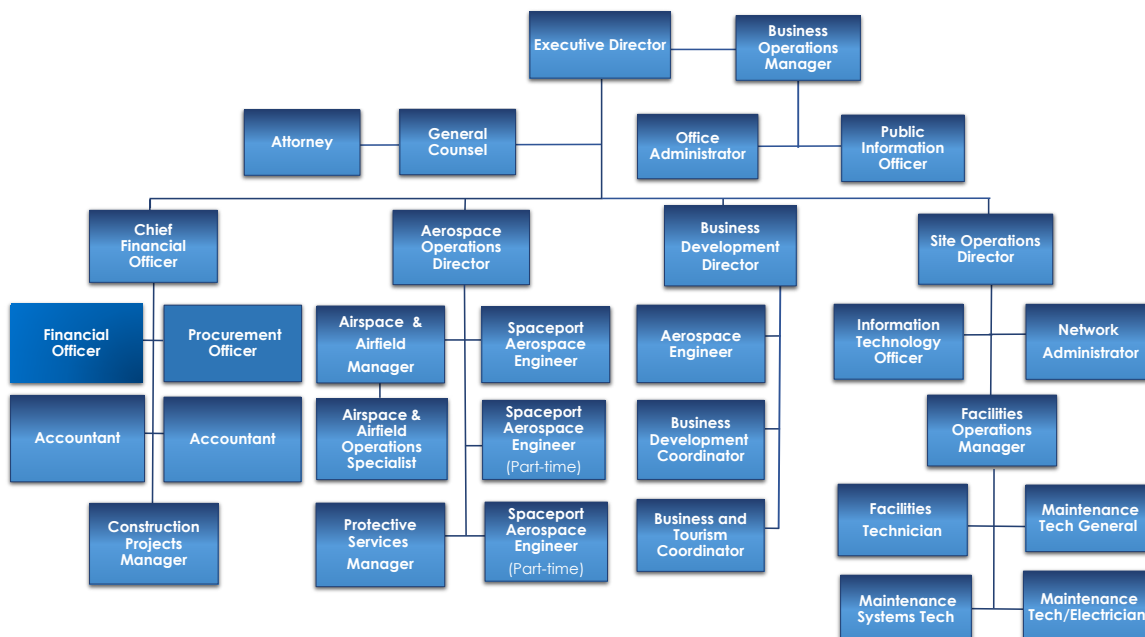 Executive Director
Business
Operations
Manager
Attorney
General
Counsel
Office
Administrator
Public
Information
Officer
Chief
Financial
Officer
Aerospace
Operations
Director
Business
Development
Director
Site Operations
Director
Financial
Officer
Procurement
Officer
Airspace &
Airfield
Manager
Spaceport
Aerospace
Engineer
Aerospace
Engineer
Information
Technology
Officer
Network
Administrator
Accountant
Accountant
Airspace &
Airfield
Operations
Specialist
Spaceport
Aerospace
Engineer
(Part-time)
Business
Development
Coordinator
Facilities
Operations
Manager
Construction
Projects
Manager
Protective
Services
Manager
Spaceport
Aerospace
Engineer
(Part-time)
Business and
Tourism
Coordinator
Facilities
Technician
Maintenance
Tech General
Maintenance
Systems Tech
Maintenance
Tech/Electrician